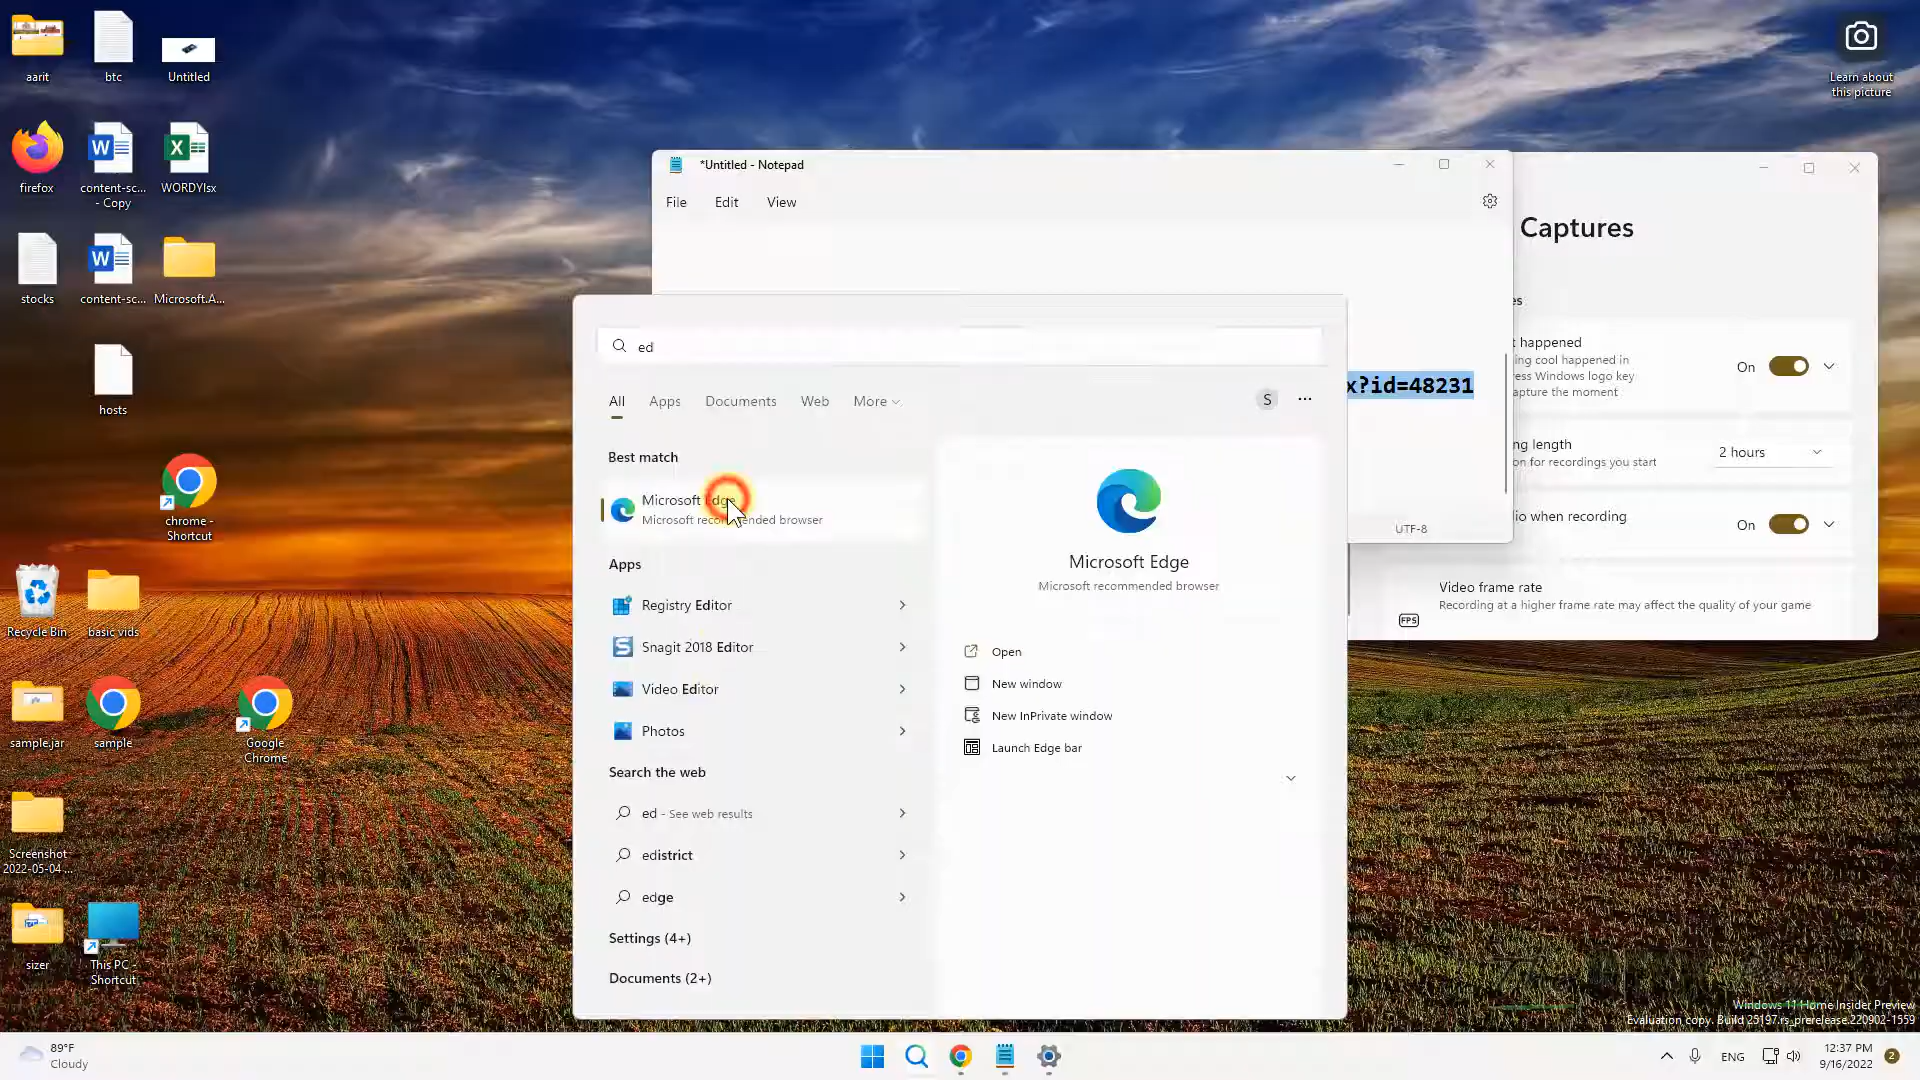 aarit
btc
Untitled
Learn about
this picture
firefox
content-sc...
- Copy
WORDYlsx
stocks
content-sc...
Microsoft.A...
hosts
chrome -
Shortcut
Recycle Bin
basic vids
sample.jar
sample
Google
Chrome
Screenshot
2022-05-04 ...
sizer
This PC -
Shortcut
*Untitled - Notepad
File
Edit
View
x?id=48231
UTF-8
Captures
es
t happened
ing cool happened in
ress Windows logo key
apture the moment
On
ng length
on for recordings you start
2 hours
io when recording
On
Video frame rate
Recording at a higher frame rate may affect the quality of your game
FPS
ed
All
Apps
Documents
Web
More
S
...
Best match
Microsoft Edge
Microsoft recommended browser
Apps
Registry Editor
Snagit 2018 Editor
Video Editor
Photos
Search the web
ed - See web results
edistrict
edge
Settings (4+)
Documents (2+)
Microsoft Edge
Microsoft recommended browser
Open
New window
New InPrivate window
Launch Edge bar
Windows 11 Home Insider Preview
Evaluation copy. Build 25197.rs_prerelease.220902-1559
89°F
Cloudy
ENG
12:37 PM
9/16/2022
2